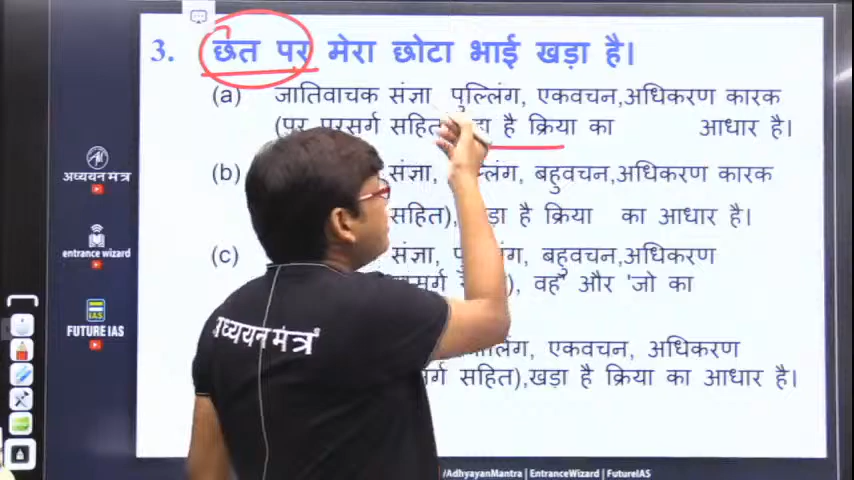 3. छत पर मेरा छोटा भाई खड़ा है।
(a) जातिवाचक संज्ञा पुल्लिंग, एकवचन,अधिकरण कारक
(पर परसर्ग सहित है क्रिया का आधार है।
(b) संज्ञा, बहुवचन,अधिकरण कारक
सहित), है क्रिया का आधार है।
(c) संज्ञा, बहुवचन,अधिकरण
वह' और 'जो का
एकवचन, अधिकरण
सहित),खड़ा है क्रिया का आधार है।
अध्ययन मंत्र
entrance wizard
IAS
FUTURE IAS
अध्ययन मंत्र
/AdhyayanMantra | EntranceWizard | FutureIAS